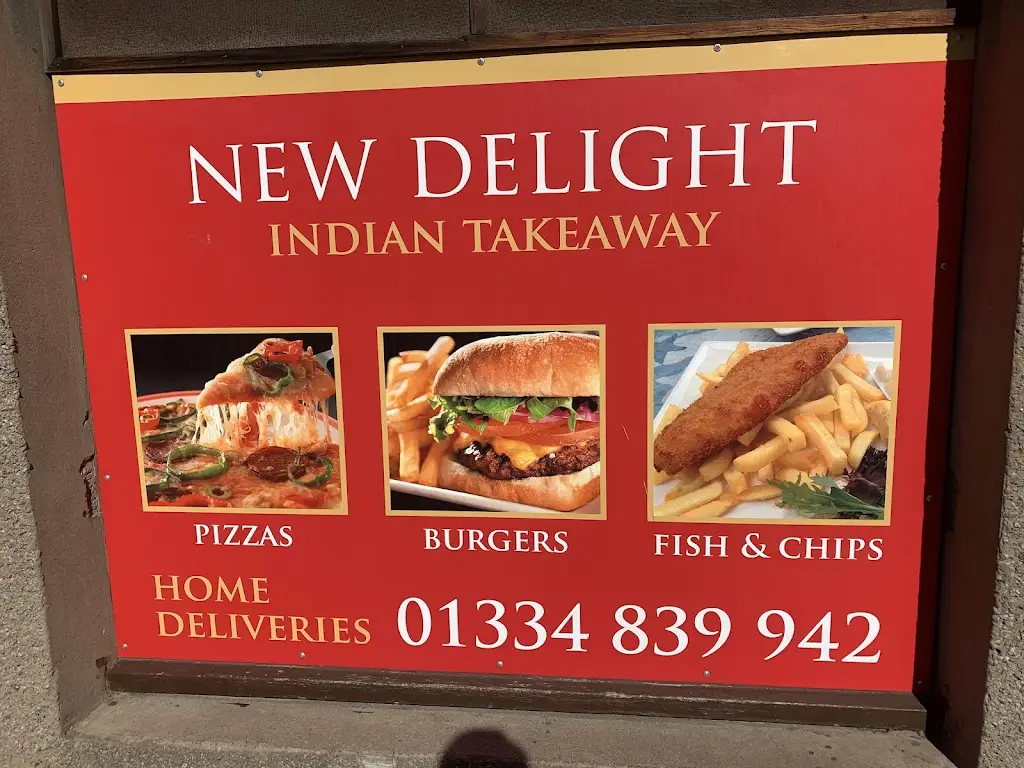 NEW DELIGHT
INDIAN TAKEAWAY
PIZZAS
BURGERS
FISH & CHIPS
HOME
DELIVERIES
01334 839 942